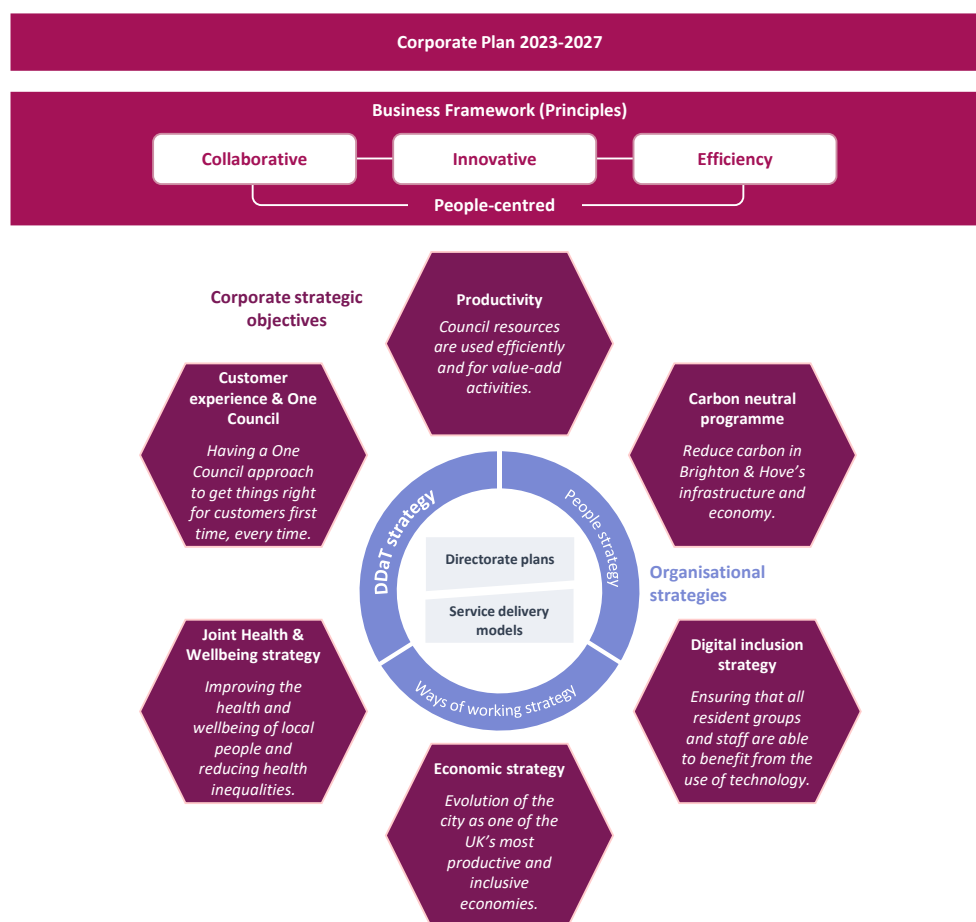 Corporate Plan 2023-2027
Business Framework (Principles)
Collaborative
Innovative
Efficiency
People-centred
Corporate strategic
objectives
Productivity
Council resources
are used efficiently
and for value-add
activities.
Customer
experience & One
Council
Having a One
Council approach
to get things right
for customers first
time, every time.
Carbon neutral
programme
Reduce carbon in
Brighton & Hove’s
infrastructure and
economy.
DDaT strategy
People strategy
Ways of working strategy
Directorate plans
Service delivery
models
Organisational
strategies
Joint Health &
Wellbeing strategy
Improving the
health and
wellbeing of local
people and
reducing health
inequalities.
Digital inclusion
strategy
Ensuring that all
resident groups
and staff are able
to benefit from the
use of technology.
Economic strategy
Evolution of the
city as one of the
UK’s most
productive and
inclusive
economies.